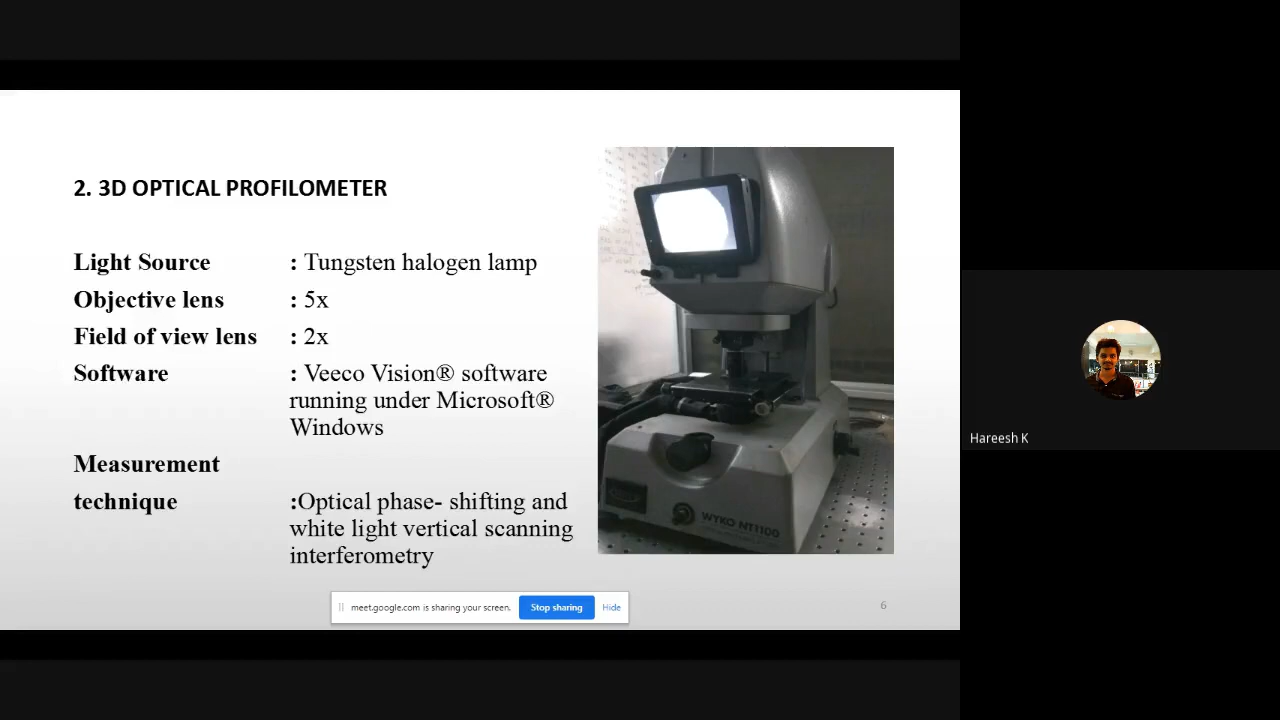 2. 3D OPTICAL PROFILOMETER
Light Source : Tungsten halogen lamp
Objective lens : 5x
Field of view lens : 2x
Software : Veeco Vision® software
running under Microsoft®
Windows
Measurement
technique :Optical phase- shifting and
white light vertical scanning
interferometry
WYKO NT1100
meet.google.com is sharing your screen. Stop sharing Hide
6
Hareesh K